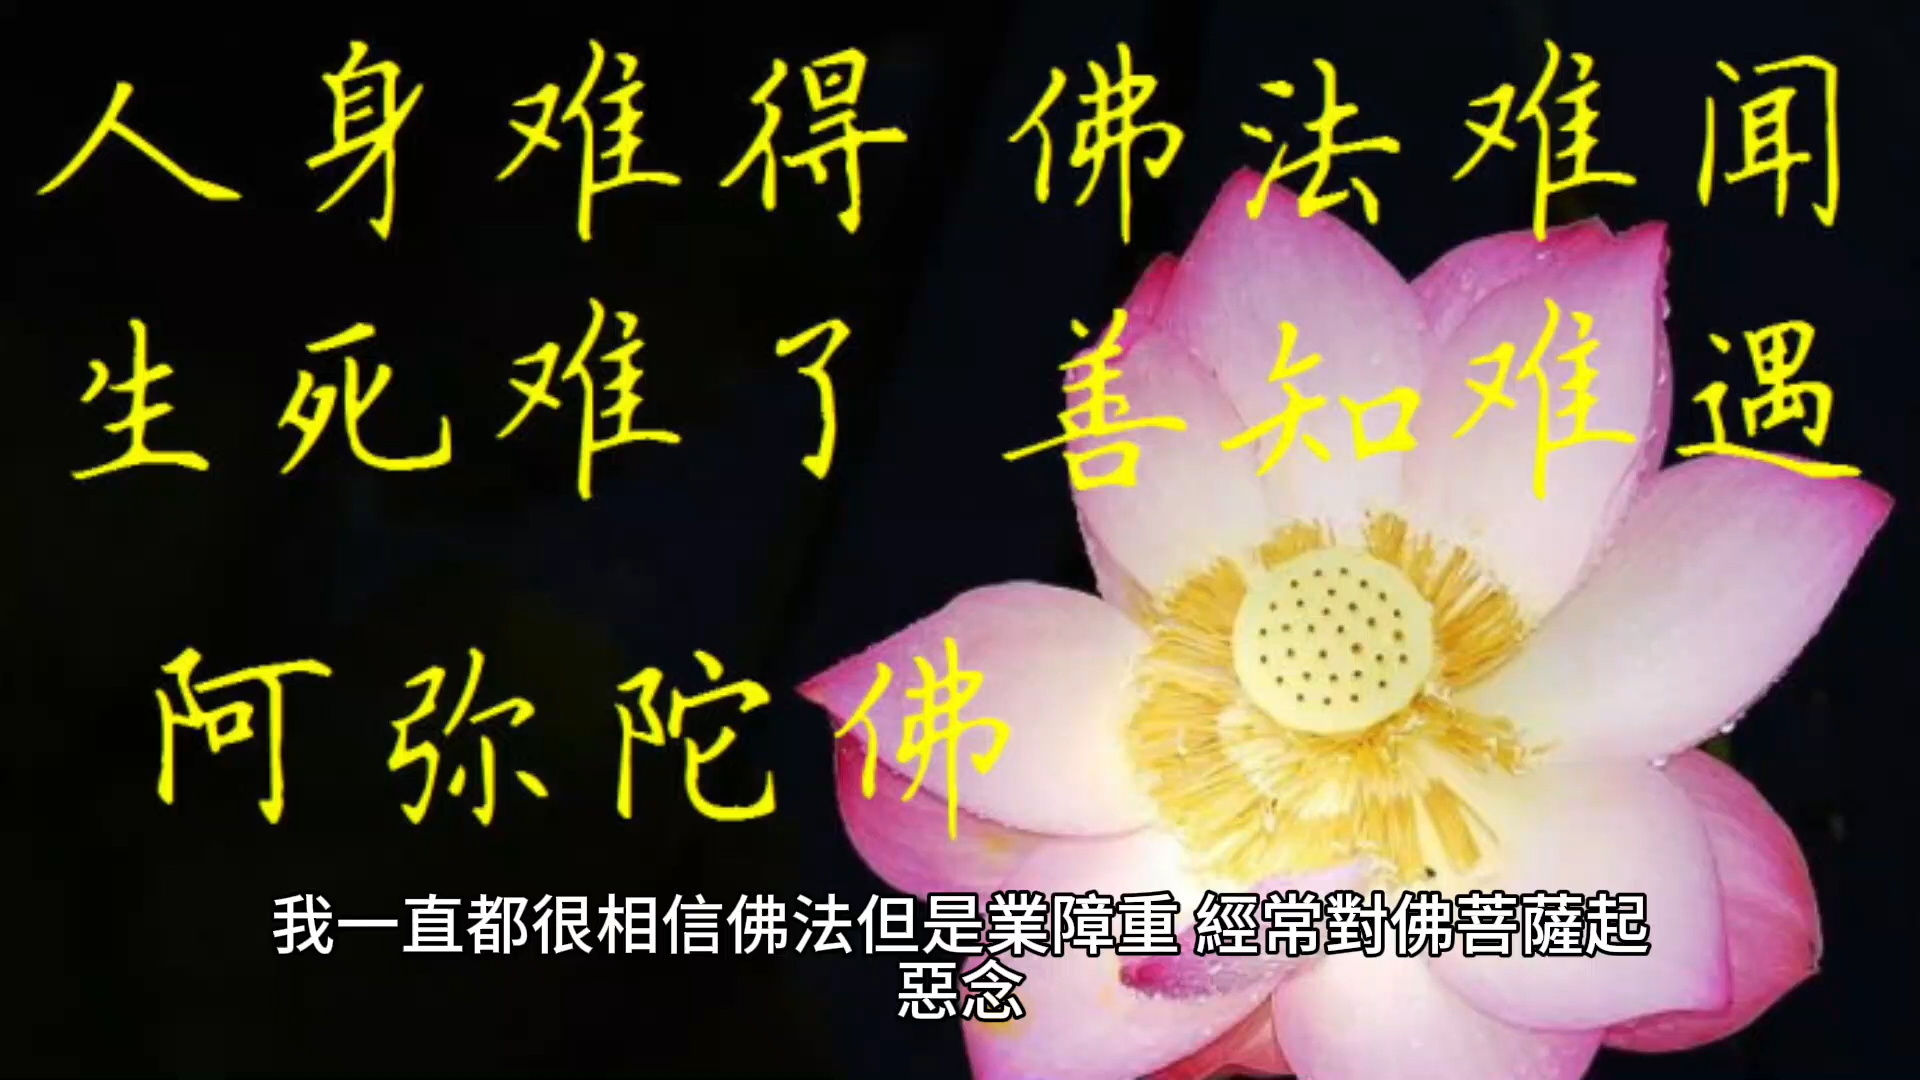 人身难得 佛法难闻
生死难了 善知难遇
阿弥陀佛
我一直都很相信佛法但是業障重 經常對佛菩薩起
惡念